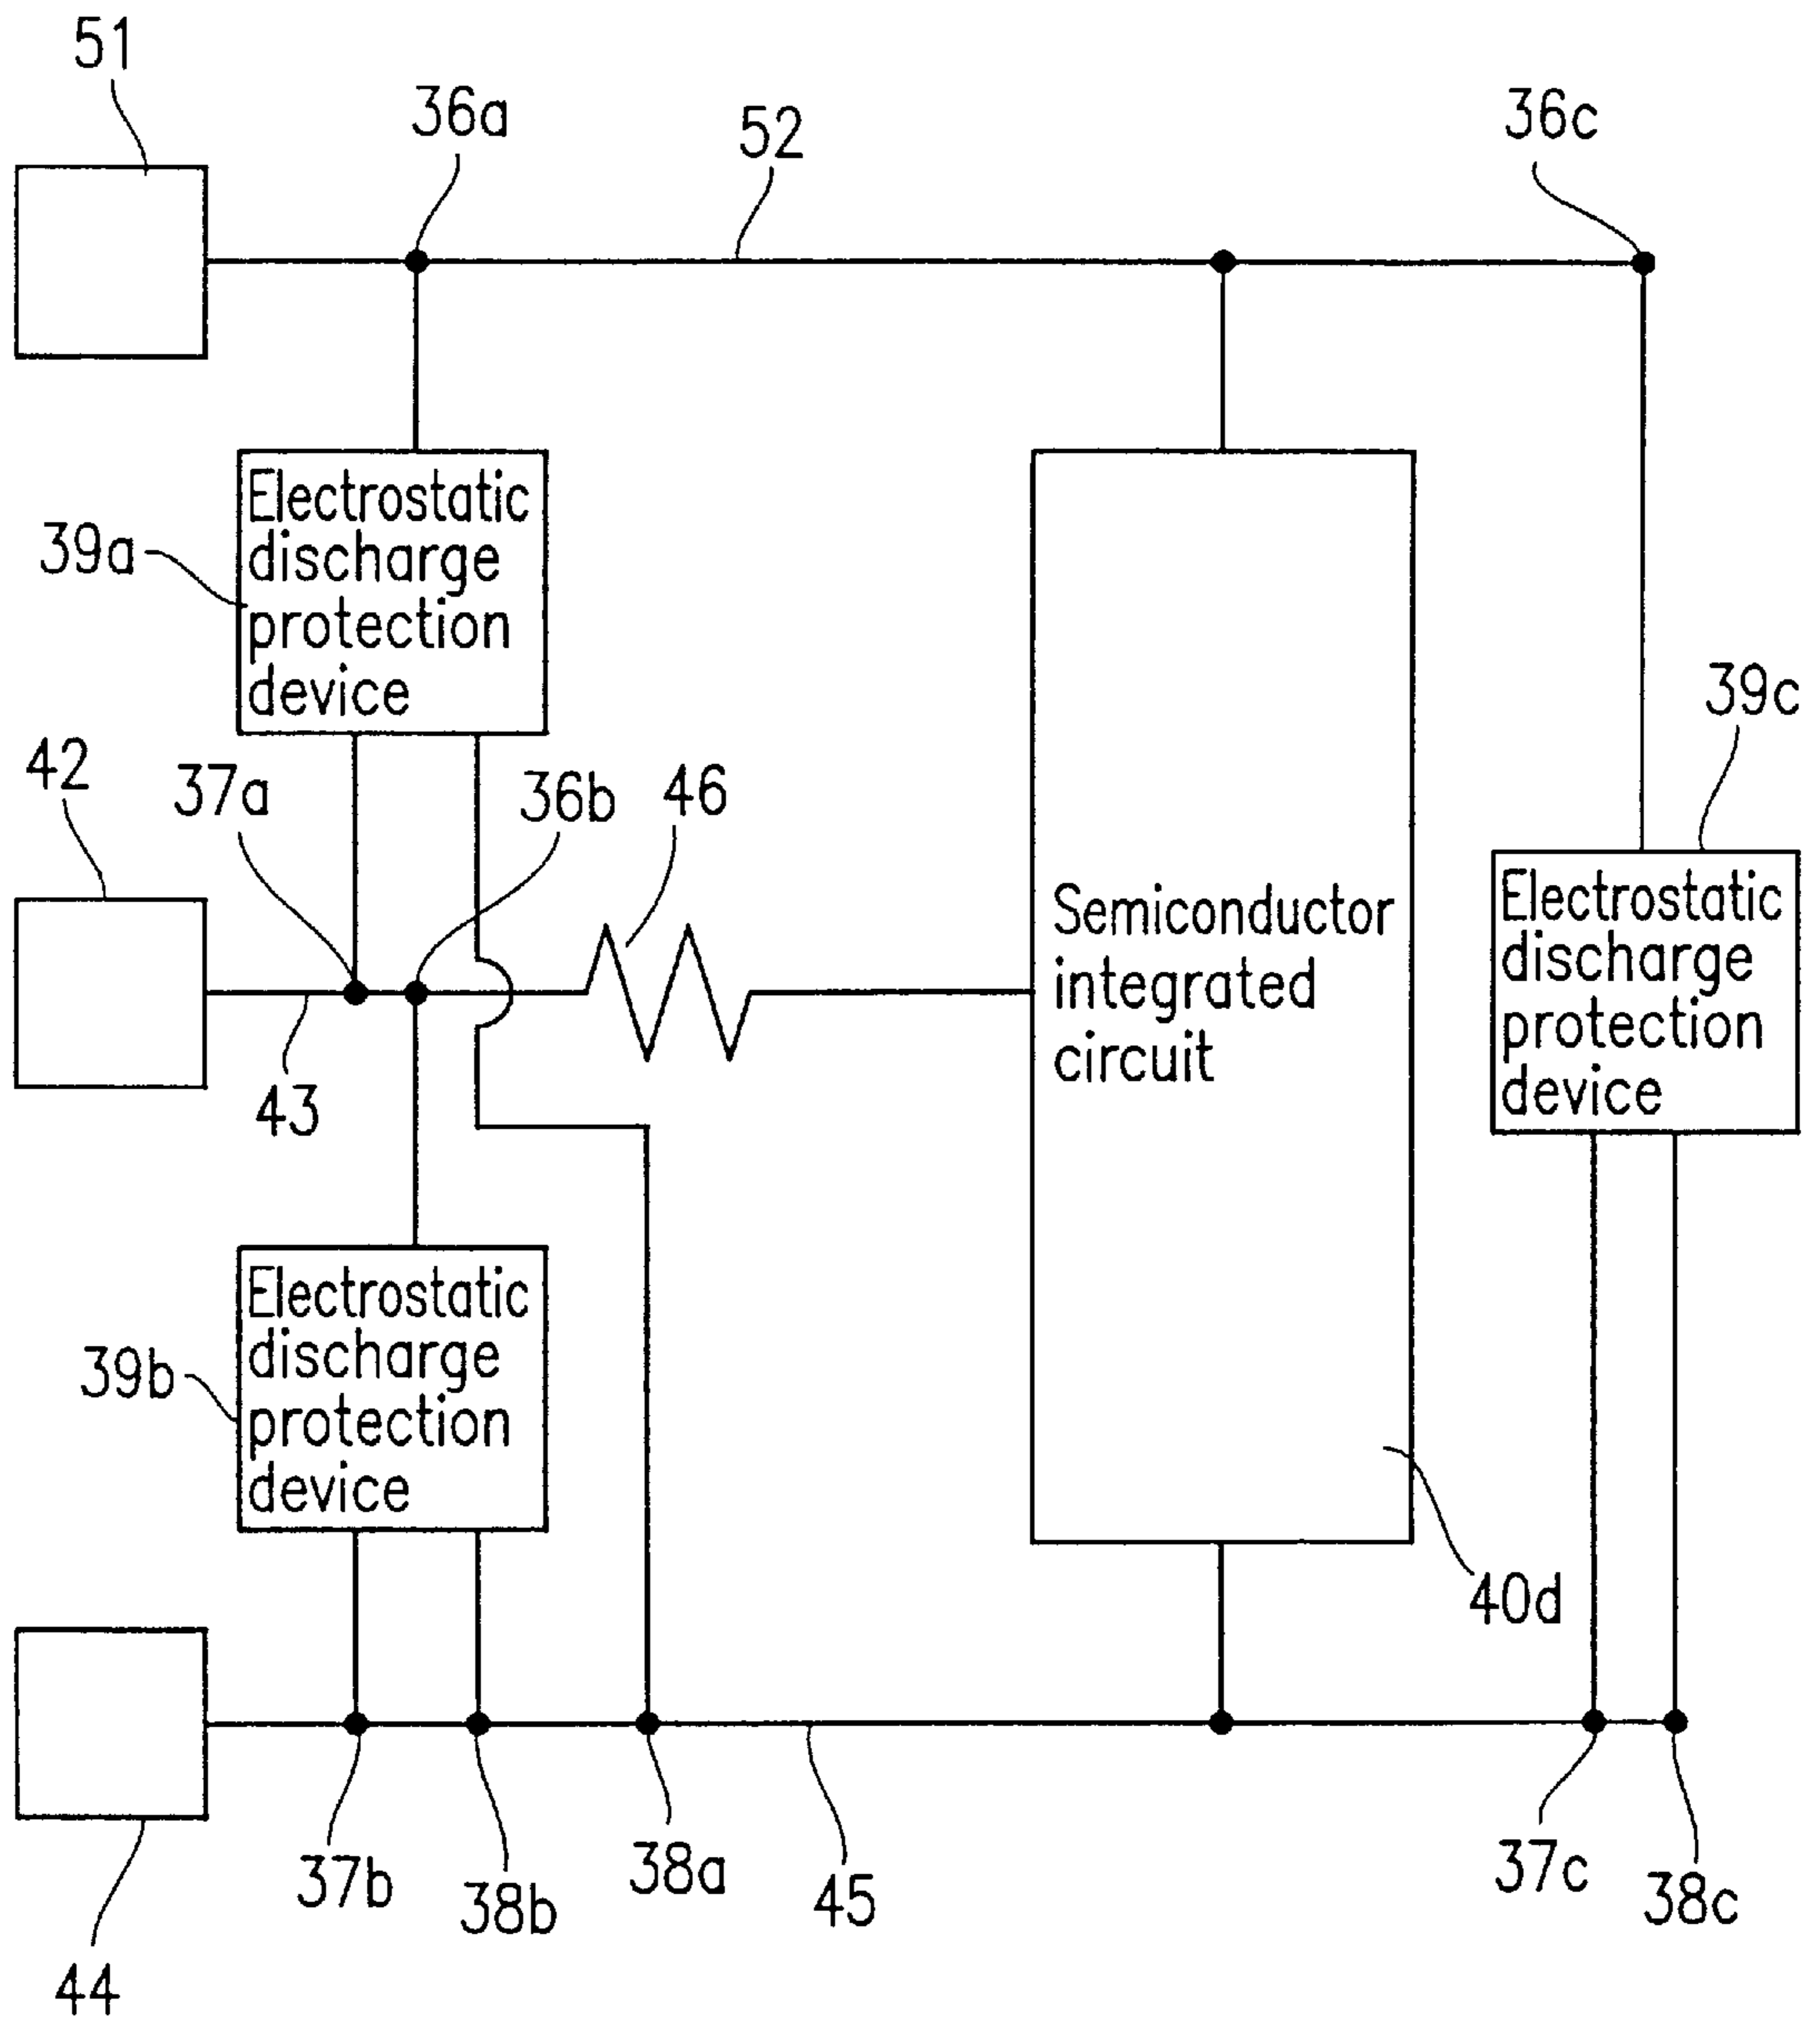 51
36a
52
36c
Electrostatic
discharge
protection
device
39a
39c
42
37a
36b
46
Semiconductor
integrated
circuit
Electrostatic
discharge
protection
device
43
Electrostatic
discharge
protection
device
39b
40d
37b
38b
38a
45
37c
38c
44